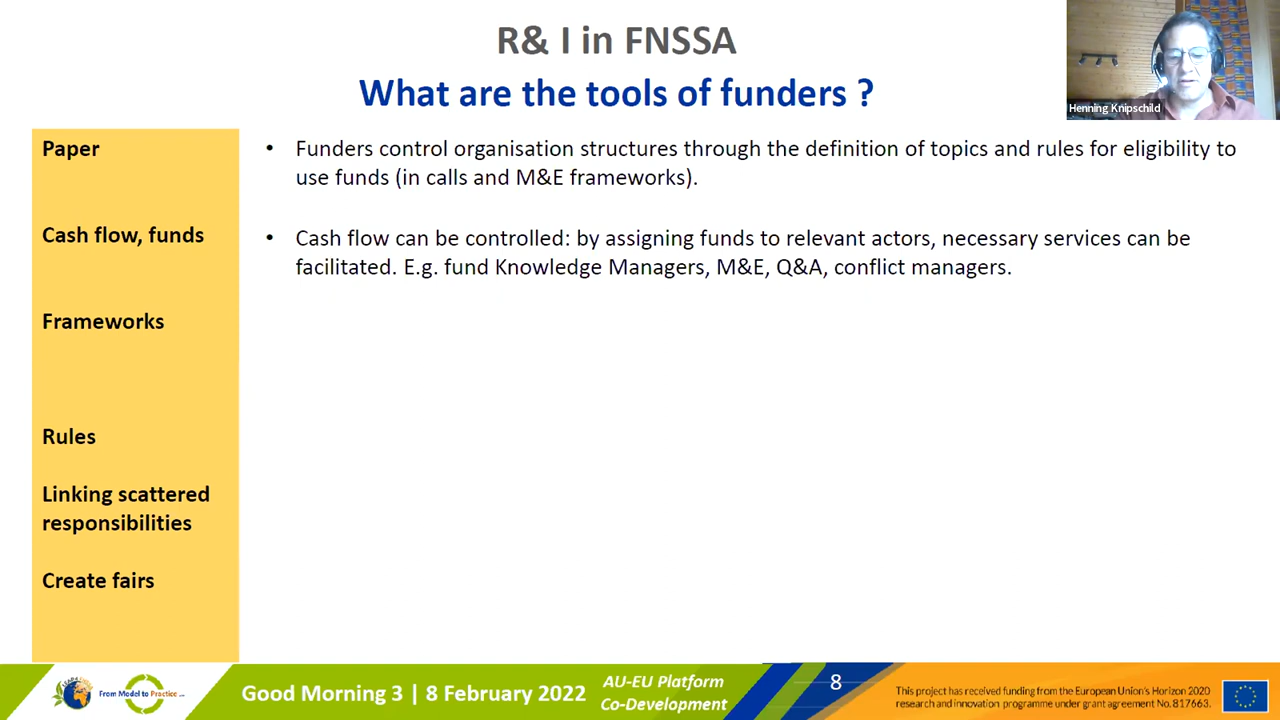 R& I in FNSSA
What are the tools of funders ?
Henning Knipschild
Paper
• Funders control organisation structures through the definition of topics and rules for eligibility to
use funds (in calls and M&E frameworks).
Cash flow, funds
• Cash flow can be controlled: by assigning funds to relevant actors, necessary services can be
facilitated. E.g. fund Knowledge Managers, M&E, Q&A, conflict managers.
Frameworks
Rules
Linking scattered
responsibilities
Create fairs
From Model to Practice ...
Good Morning 3 | 8 February 2022
AU-EU Platform
Co-Development
8
This project has received funding from the European Union's Horizon 2020
research and innovation programme under grant agreement No. 817663.